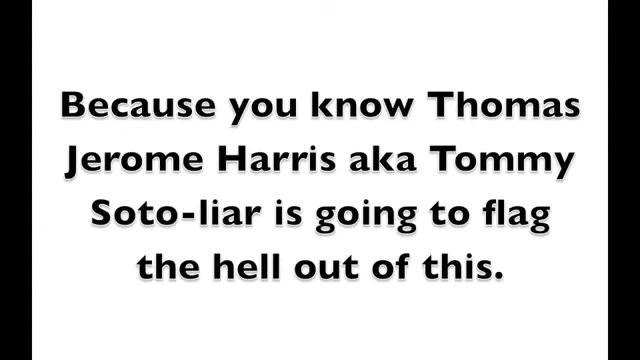 Because you know Thomas
Jerome Harris aka Tommy
Soto-liar is going to flag
the hell out of this.